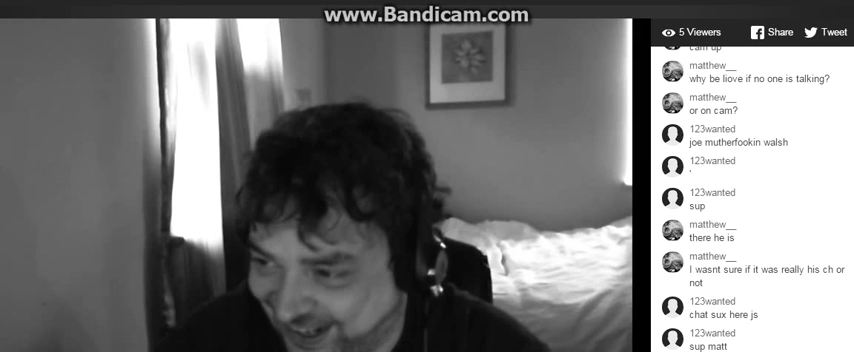 www.Bandicam.com
5 Viewers
Share
Tweet
cam up
matthew__
why be liove if no one is talking?
matthew__
or on cam?
123wanted
joe mutherfookin walsh
123wanted
'
123wanted
sup
matthew__
there he is
matthew__
I wasnt sure if it was really his ch or
not
123wanted
chat sux here js
123wanted
sup matt